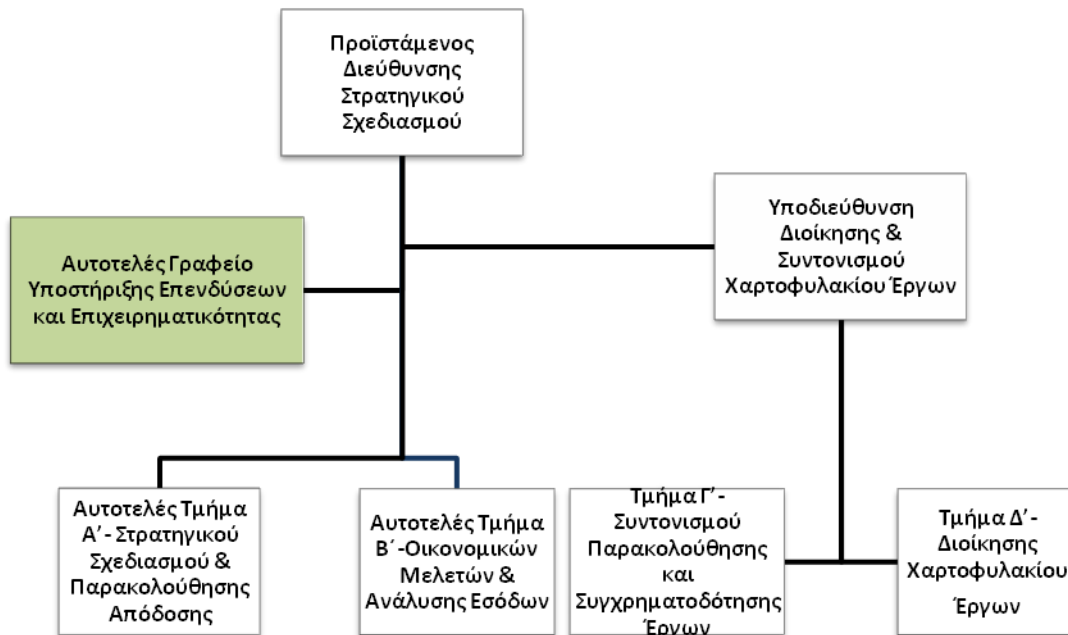 Προϊστάμενος
Διεύθυνσης
Στρατηγικού
Σχεδιασμού
Υποδιεύθυνση
Διοίκησης &
Συντονισμού
Χαρτοφυλακίου Έργων
Αυτοτελές Γραφείο
Υποστήριξης Επενδύσεων
και Επιχειρηματικότητας
Αυτοτελές Τμήμα
Α'- Στρατηγικού
Σχεδιασμού &
Παρακολούθησης
Απόδοσης
Αυτοτελές Τμήμα
Β΄-Οικονομικών
Μελετών &
Ανάλυσης Εσόδων
Τμήμα Γ'-
Συντονισμού
Παρακολούθησης
και
Συγχρηματοδότησης
Έργων
Τμήμα Δ'-
Διοίκησης
Χαρτοφυλακίου
Έργων